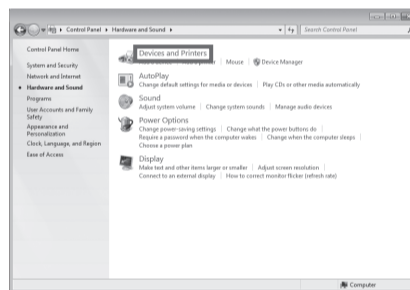 Control Panel ▸ Hardware and Sound ▸
Search Control Panel
Control Panel Home
System and Security
Network and Internet
Hardware and Sound
Programs
User Accounts and Family
Safety
Appearance and
Personalization
Clock, Language, and Region
Ease of Access
Devices and Printers
Mouse | Device Manager
AutoPlay
Change default settings for media or devices | Play CDs or other media automatically
Sound
Adjust system volume | Change system sounds | Manage audio devices
Power Options
Change power-saving settings | Change what the power buttons do
Require a password when the computer wakes | Change when the computer sleeps
Choose a power plan
Display
Make text and other items larger or smaller | Adjust screen resolution
Connect to an external display | How to correct monitor flicker (refresh rate)
Computer